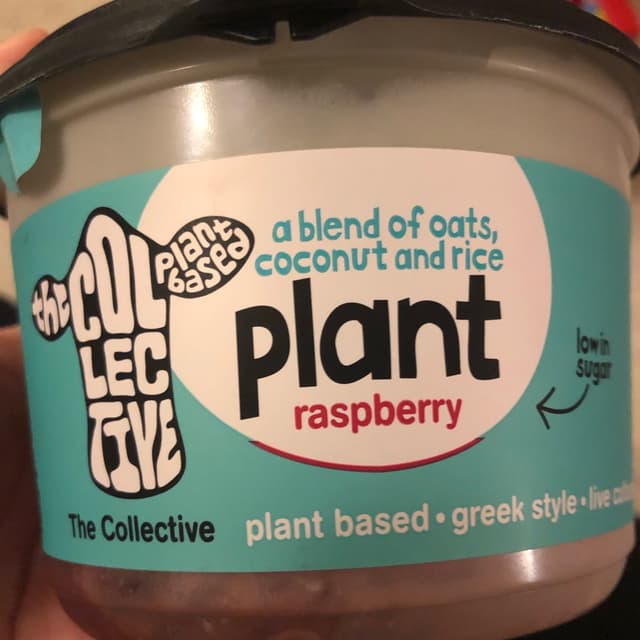 the
COL
LEC
TIVE
plant
based
a blend of oats,
coconut and rice
plant
raspberry
low in
sugar
The Collective
plant based • greek style • live